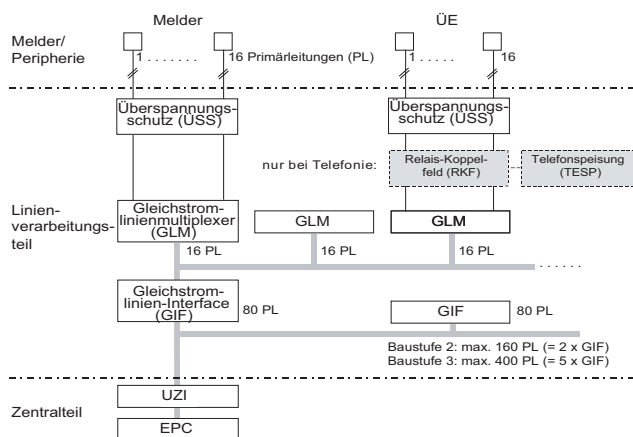 Melder
ÜE
Melder/
Peripherie
1 . . . . . . . 16 Primärleitungen (PL)
1 . . . . . 16
Überspannungs-
schutz (ÜSS)
Überspannungs-
schutz (ÜSS)
nur bei Telefonie:
Relais-Koppel-
feld (RKF)
Telefonspeisung
(TESP)
Linien-
verarbeitungs-
teil
Gleichstrom-
linienmultiplexer
(GLM)
GLM
GLM
16 PL
16 PL
16 PL
. . . . . .
Gleichstrom-
linien-Interface
(GIF)
80 PL
GIF
80 PL
Baustufe 2: max. 160 PL (= 2 x GIF)
Baustufe 3: max. 400 PL (= 5 x GIF)
Zentralteil
UZI
EPC